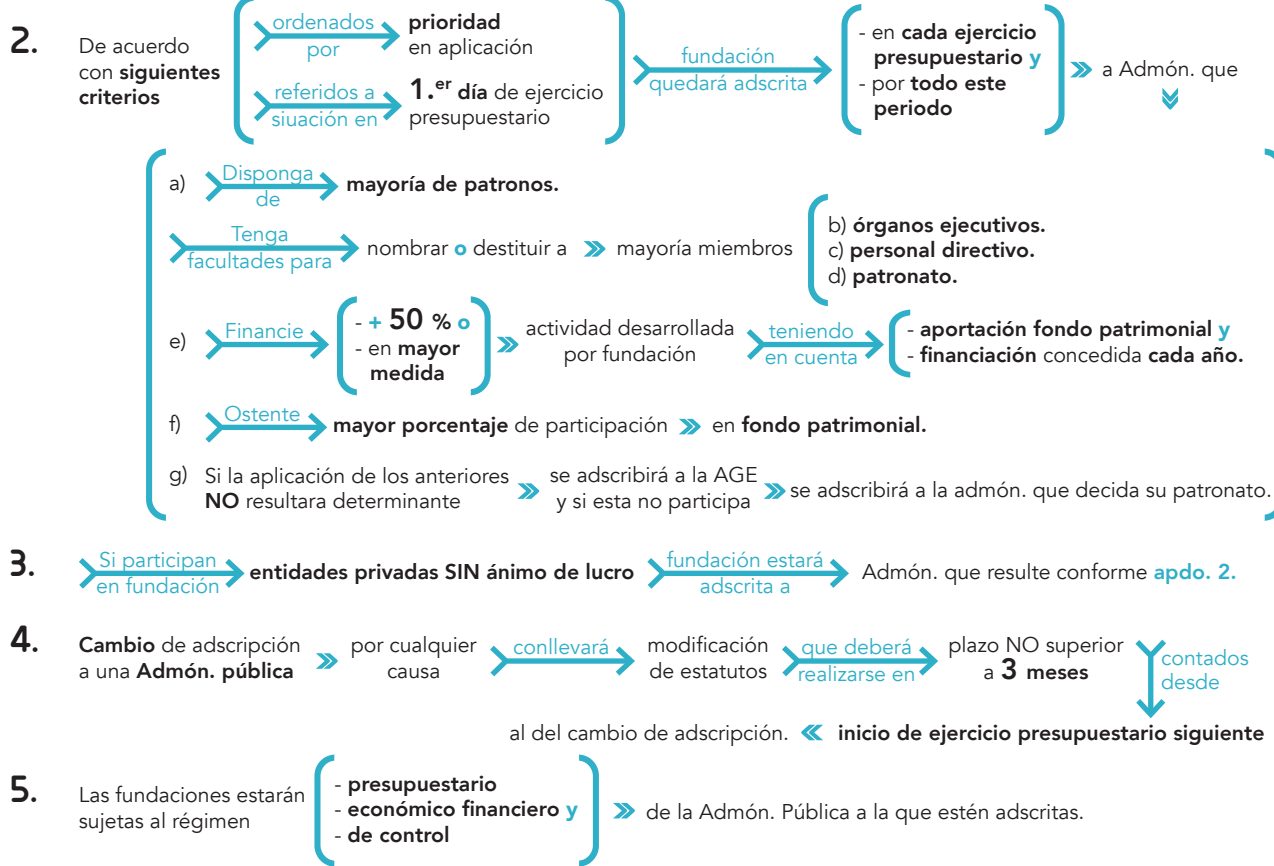 2. De acuerdo con siguientes criterios
ordenados por prioridad en aplicación
referidos a siuación en 1.er día de ejercicio presupuestario
fundación quedará adscrita
- en cada ejercicio presupuestario y
- por todo este periodo
a Admón. que
a) Disponga de mayoría de patronos.
Tenga facultades para nombrar o destituir a mayoría miembros
b) órganos ejecutivos.
c) personal directivo.
d) patronato.
e) Financie
- + 50 % o
- en mayor medida
actividad desarrollada por fundación
teniendo en cuenta
- aportación fondo patrimonial y
- financiación concedida cada año.
f) Ostente mayor porcentaje de participación en fondo patrimonial.
g) Si la aplicación de los anteriores NO resultara determinante
se adscribirá a la AGE y si esta no participa
se adscribirá a la admón. que decida su patronato.
3. Si participan en fundación entidades privadas SIN ánimo de lucro fundación estará adscrita a Admón. que resulte conforme apdo. 2.
4. Cambio de adscripción a una Admón. pública
por cualquier causa
conllevará
modificación de estatutos
que deberá realizarse en
plazo NO superior a 3 meses
contados desde
inicio de ejercicio presupuestario siguiente
al del cambio de adscripción.
5. Las fundaciones estarán sujetas al régimen
- presupuestario
- económico financiero y
- de control
de la Admón. Pública a la que estén adscritas.